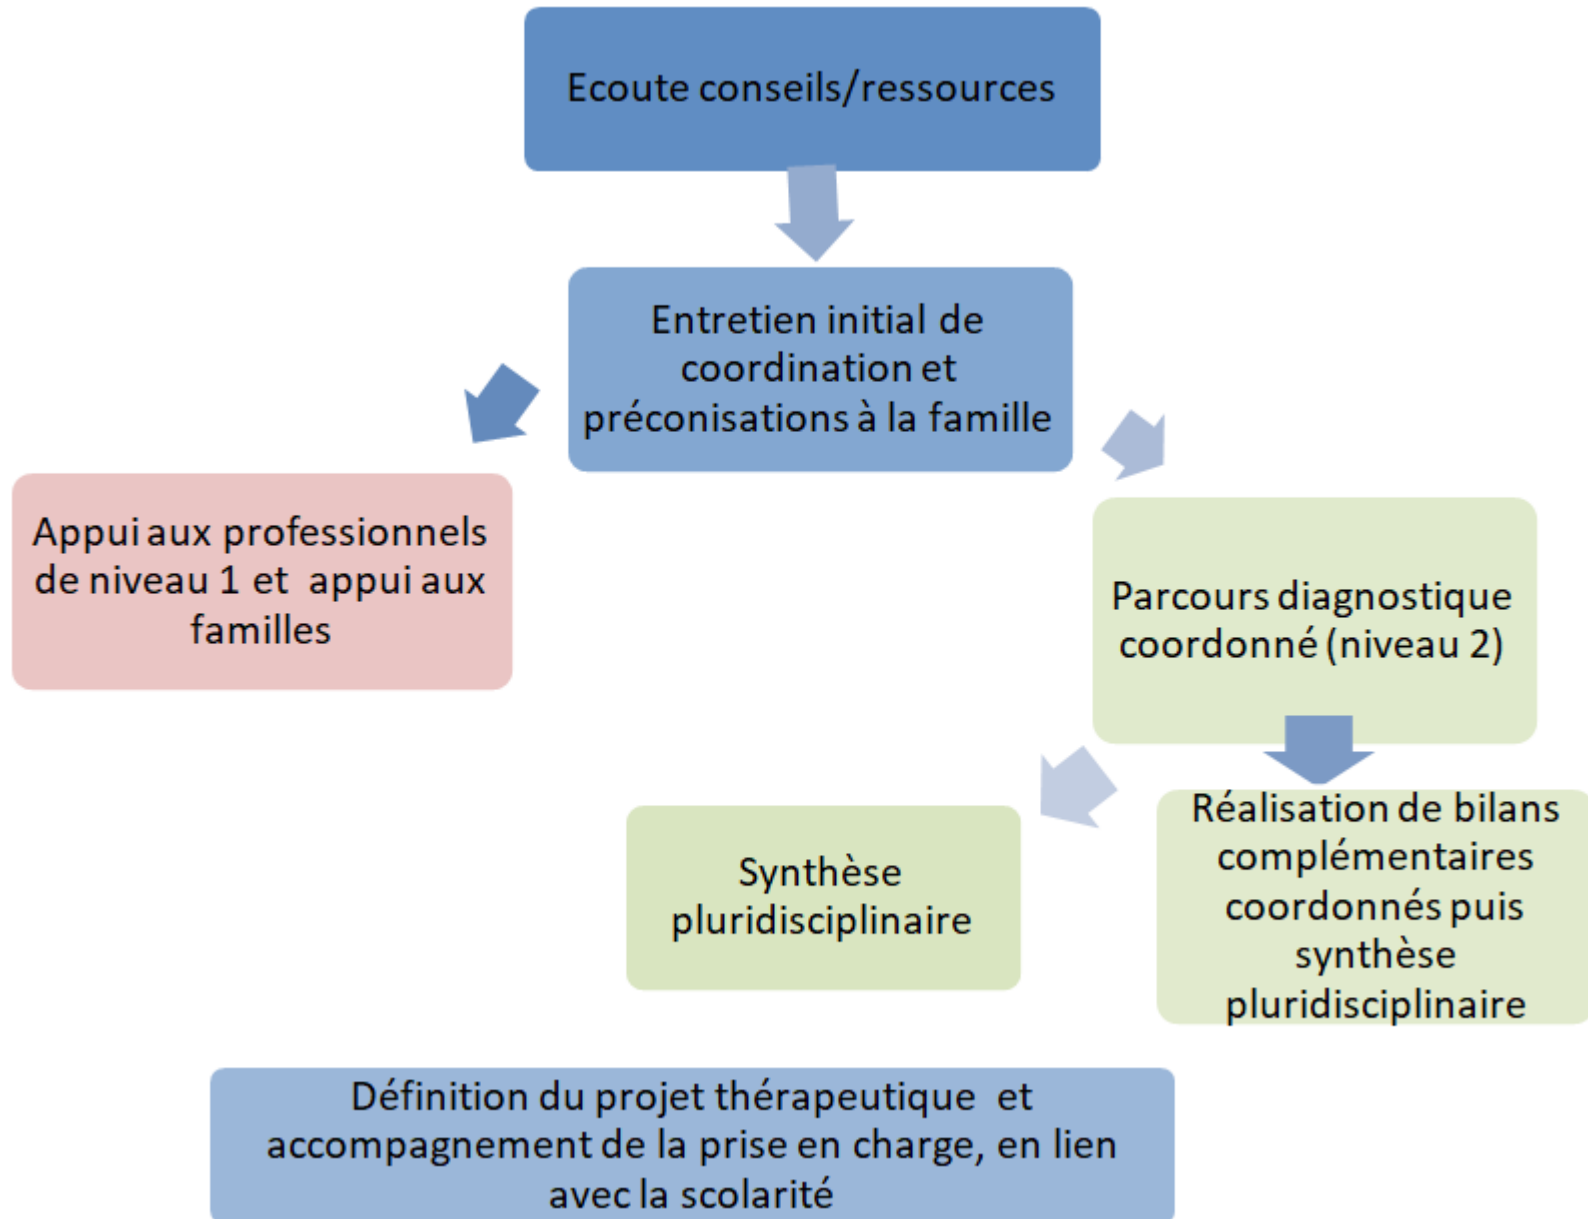 Ecoute conseils/ressources
Entretien initial de
coordination et
préconisations à la famille
Appui aux professionnels
de niveau 1 et appui aux
familles
Parcours diagnostique
coordonné (niveau 2)
Synthèse
pluridisciplinaire
Réalisation de bilans
complémentaires
coordonnés puis
synthèse
pluridisciplinaire
Définition du projet thérapeutique et
accompagnement de la prise en charge, en lien
avec la scolarité